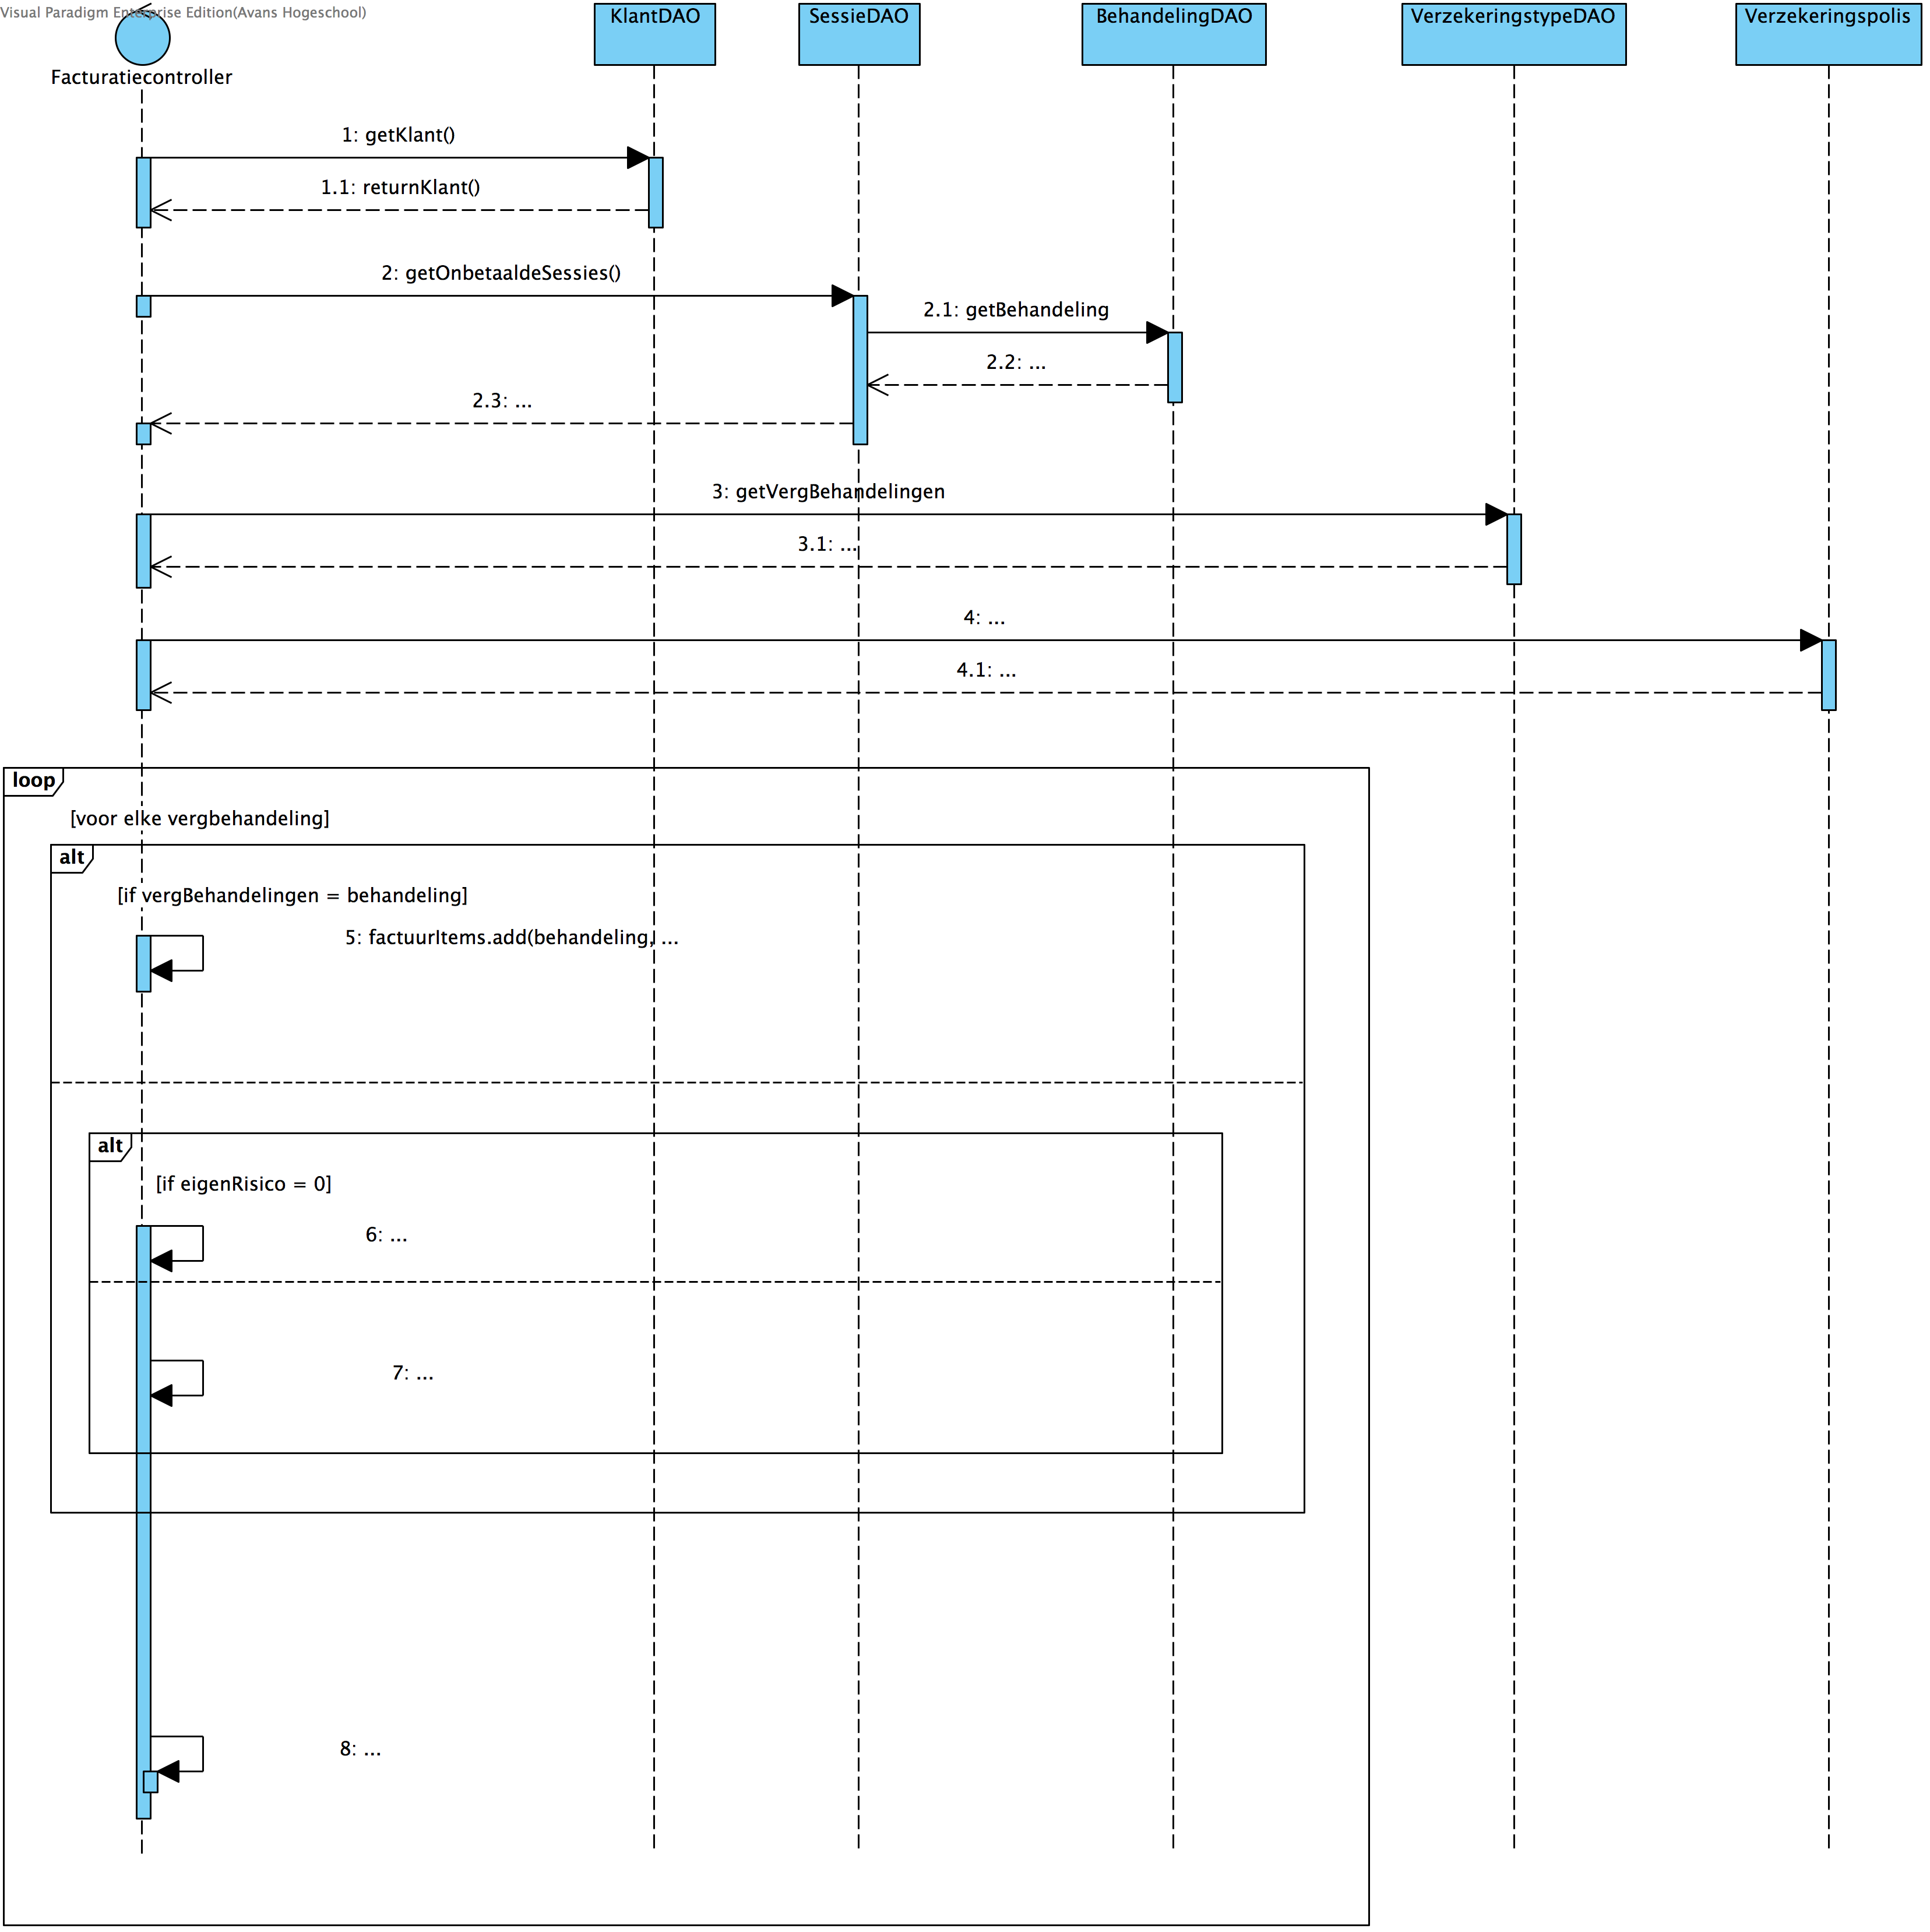 Visual Paradigm Enterprise Edition(Avans Hogeschool)
KlantDAO
SessieDAO
BehandelingDAO
VerzekeringstypeDAO
Verzekeringspolis
Facturatiecontroller
1: getKlant()
1.1: returnKlant()
2: getOnbetaaldeSessies()
2.1: getBehandeling
2.2: ...
2.3: ...
3: getVergBehandelingen
3.1: ...
4: ...
4.1: ...
loop
[voor elke vergbehandeling]
alt
[if vergBehandelingen = behandeling]
5: factuurItems.add(behandeling, ...
alt
[if eigenRisico = 0]
6: ...
7: ...
8: ...